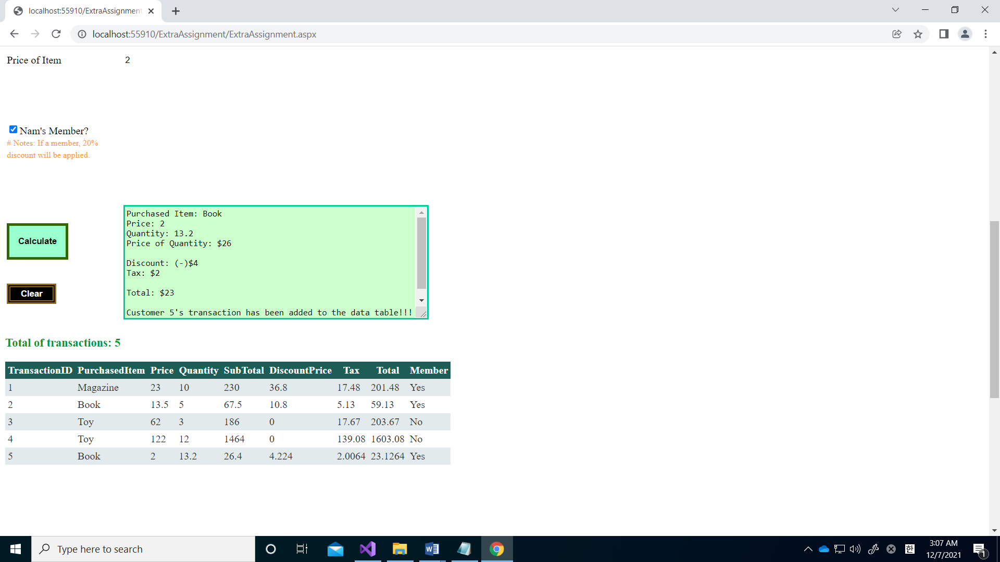 localhost:55910/ExtraAssignment
localhost:55910/ExtraAssignment/ExtraAssignment.aspx
Price of Item 2
Nam's Member?
# Notes: If a member, 20%
discount will be applied.
Calculate
Clear
Purchased Item: Book
Price: 2
Quantity: 13.2
Price of Quantity: $26
Discount: (-)$4
Tax: $2
Total: $23
Customer 5's transaction has been added to the data table!!!
Total of transactions: 5
TransactionID PurchasedItem Price Quantity SubTotal DiscountPrice Tax Total Member
1 Magazine 23 10 230 36.8 17.48 201.48 Yes
2 Book 13.5 5 67.5 10.8 5.13 59.13 Yes
3 Toy 62 3 186 0 17.67 203.67 No
4 Toy 122 12 1464 0 139.08 1603.08 No
5 Book 2 13.2 26.4 4.224 2.0064 23.1264 Yes
Type here to search
한
3:07 AM
12/7/2021
1